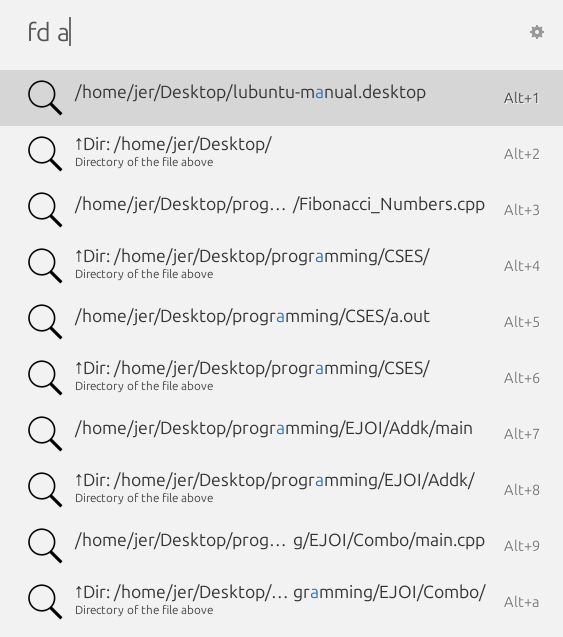 fd a
/home/jer/Desktop/lubuntu-manual.desktop
Alt+1
↑Dir: /home/jer/Desktop/
Directory of the file above
Alt+2
/home/jer/Desktop/prog… /Fibonacci_Numbers.cpp
Alt+3
↑Dir: /home/jer/Desktop/programming/CSES/
Directory of the file above
Alt+4
/home/jer/Desktop/programming/CSES/a.out
Alt+5
↑Dir: /home/jer/Desktop/programming/CSES/
Directory of the file above
Alt+6
/home/jer/Desktop/programming/EJOI/Addk/main
Alt+7
↑Dir: /home/jer/Desktop/programming/EJOI/Addk/
Directory of the file above
Alt+8
/home/jer/Desktop/prog… g/EJOI/Combo/main.cpp
Alt+9
↑Dir: /home/jer/Desktop/… gramming/EJOI/Combo/
Directory of the file above
Alt+a